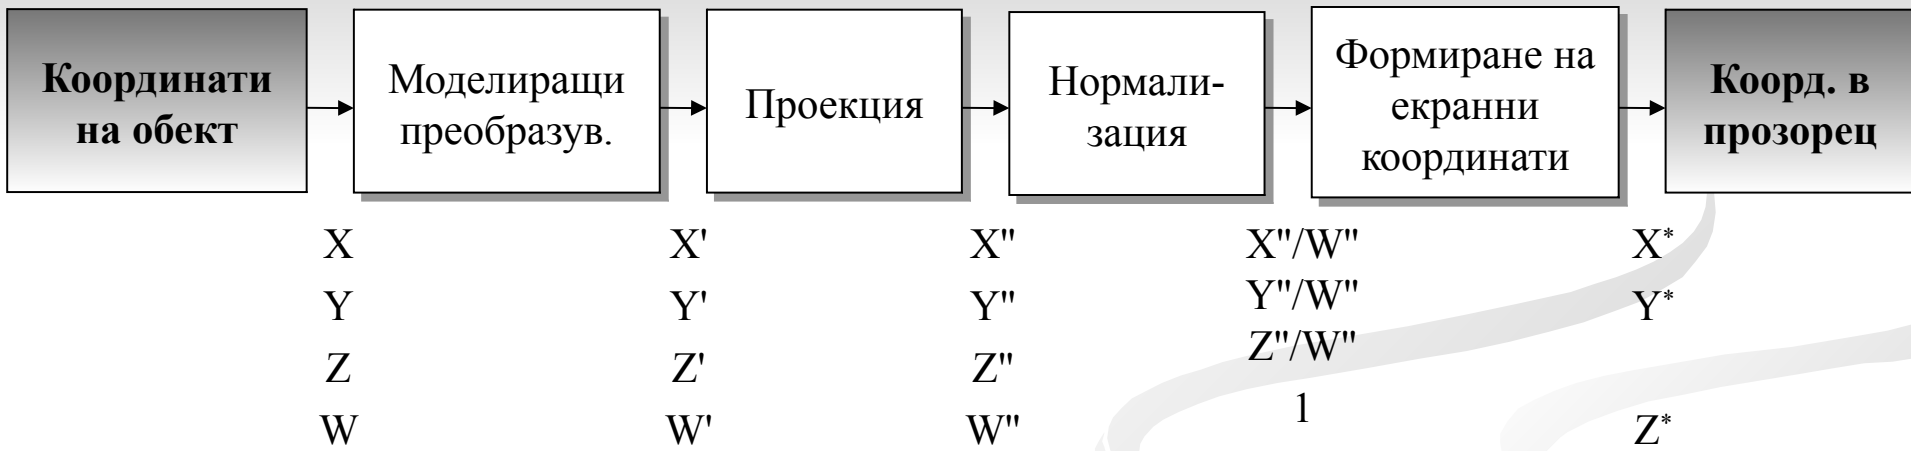 Координати
на обект
Моделиращи
преобразув.
Проекция
Нормали-
зация
Формиране на
екранни
координати
Коорд. в
прозорец
X X' X" X"/W" X*
Y Y' Y" Y"/W" Y*
Z Z' Z" Z"/W"
W W' W" 1 Z*